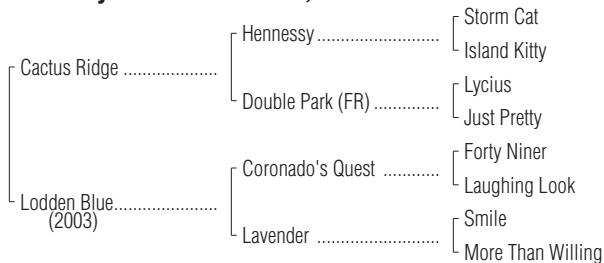 Storm Cat
Hennessy
Island Kitty
Cactus Ridge
Lycius
Double Park (FR)
Just Pretty
Forty Niner
Coronado's Quest
Laughing Look
Lodden Blue
(2003)
Smile
Lavender
More Than Willing